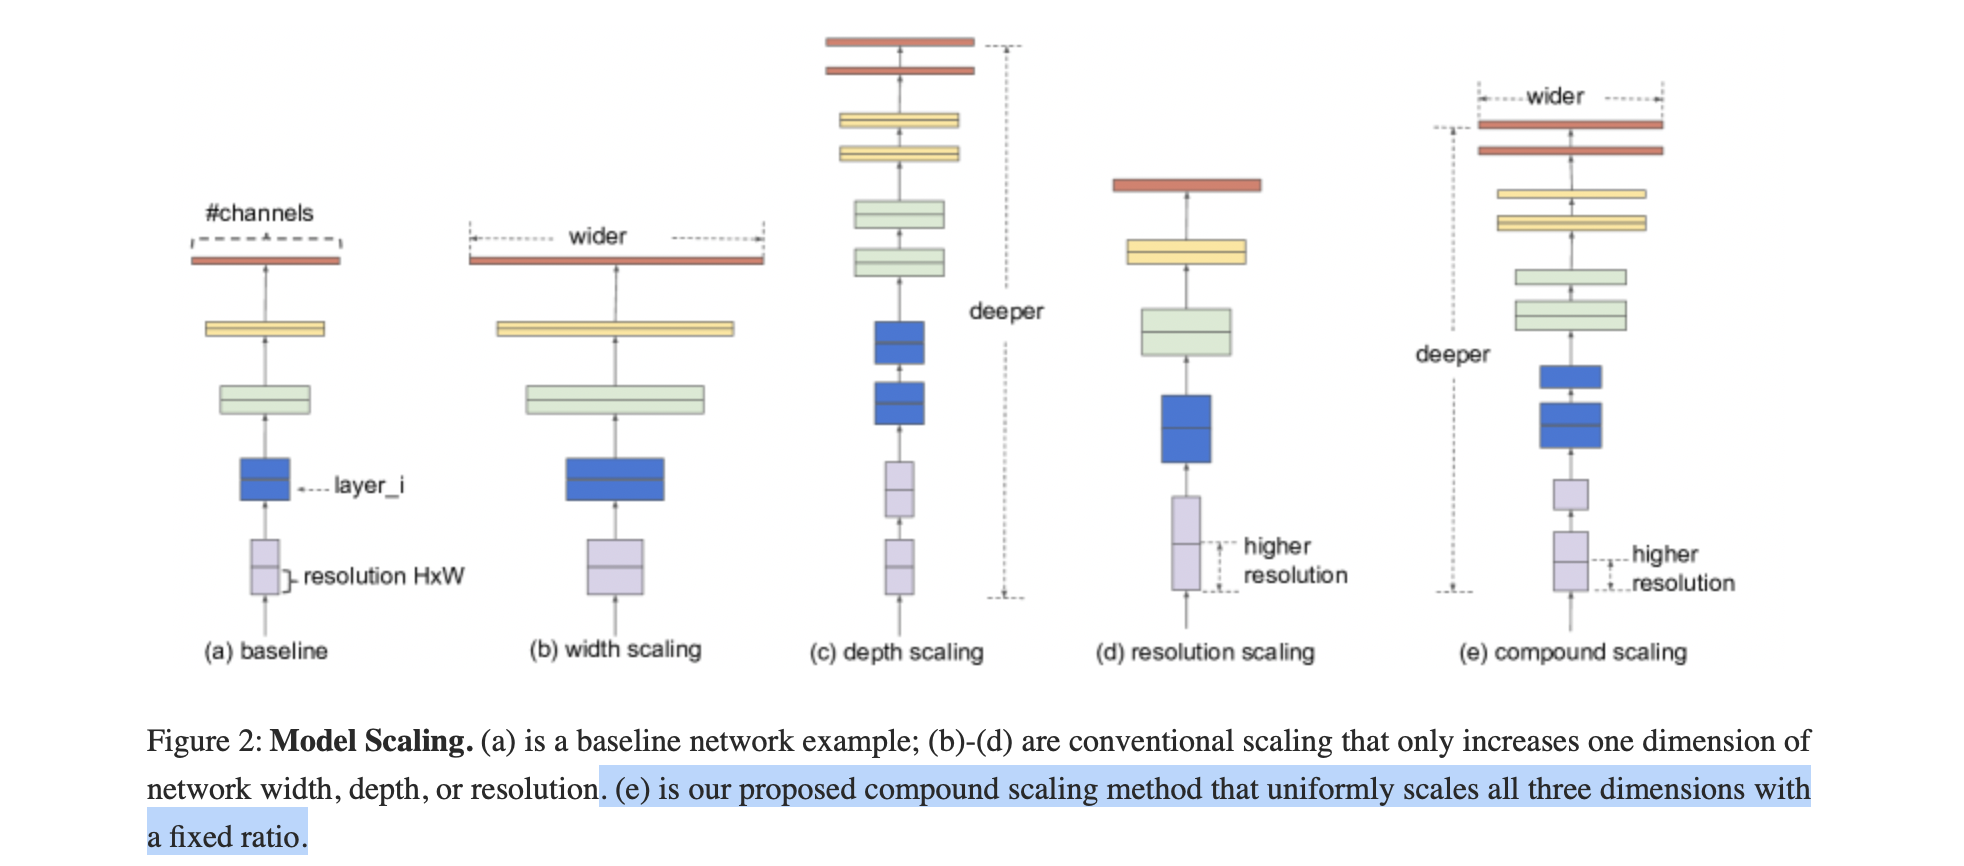 #channels
layer_i
resolution HxW
(a) baseline
wider
(b) width scaling
deeper
(c) depth scaling
higher
resolution
(d) resolution scaling
wider
deeper
higher
resolution
(e) compound scaling
Figure 2: Model Scaling. (a) is a baseline network example; (b)-(d) are conventional scaling that only increases one dimension of
network width, depth, or resolution. (e) is our proposed compound scaling method that uniformly scales all three dimensions with
a fixed ratio.